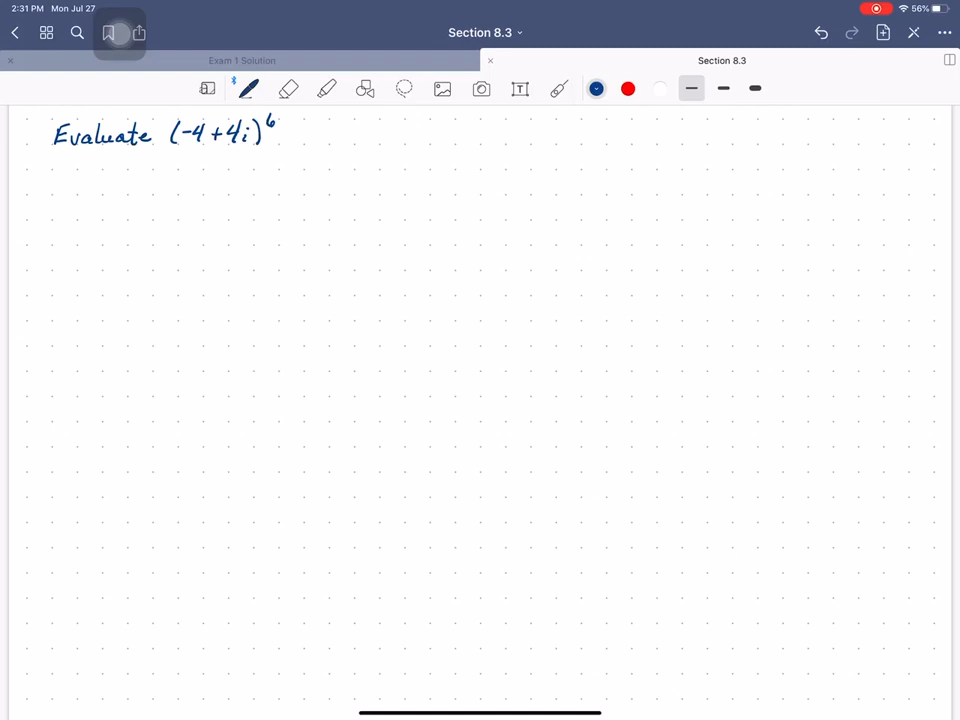 2:31 PM Mon Jul 27
56%
Section 8.3
Exam 1 Solution
Section 8.3
T
Evaluate (-4+4i)^6